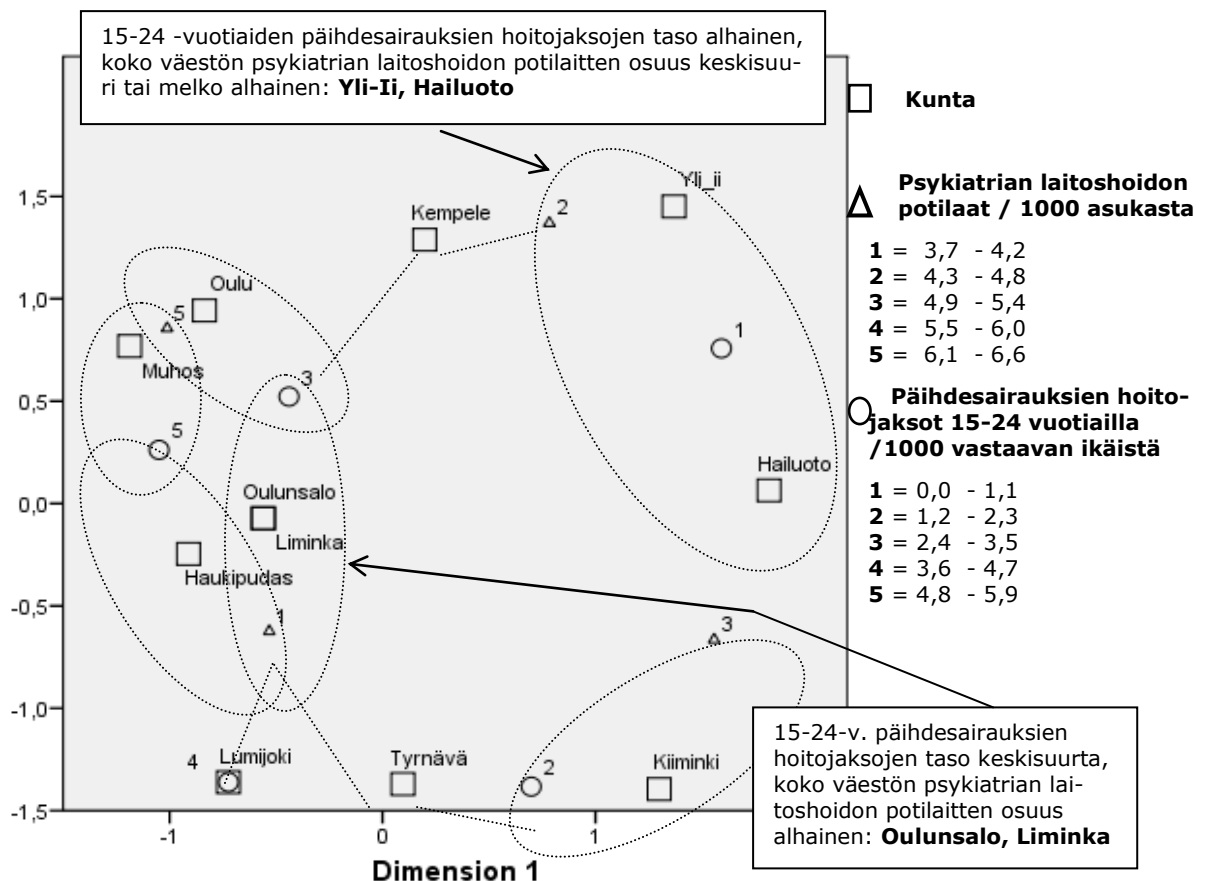 15-24 -vuotiaiden päihdesairauksien hoitojaksojen taso alhainen,
koko väestön psykiatrian laitoshoidon potilaitten osuus keskisuu-
ri tai melko alhainen: Yli-Ii, Hailuoto
Kunta
Psykiatrian laitoshoidon
potilaat / 1000 asukasta
1 = 3,7 - 4,2
2 = 4,3 - 4,8
3 = 4,9 - 5,4
4 = 5,5 - 6,0
5 = 6,1 - 6,6
Päihdesairauksien hoito-
jaksot 15-24 vuotiailla
/1000 vastaavan ikäistä
1 = 0,0 - 1,1
2 = 1,2 - 2,3
3 = 2,4 - 3,5
4 = 3,6 - 4,7
5 = 4,8 - 5,9
1,5
1,0
0,5
0,0
-0,5
-1,0
-1,5
Yli_ii
2
Kempele
Oulu
5
Muhos
1
3
5
Hailuoto
Oulunsalo
Liminka
Haukipudas
1
3
4
Lumijoki
Tyrnävä
2
Kiiminki
-1
0
1
Dimension 1
15-24-v. päihdesairauksien
hoitojaksojen taso keskisuurta,
koko väestön psykiatrian lai-
toshoidon potilaitten osuus
alhainen: Oulunsalo, Liminka